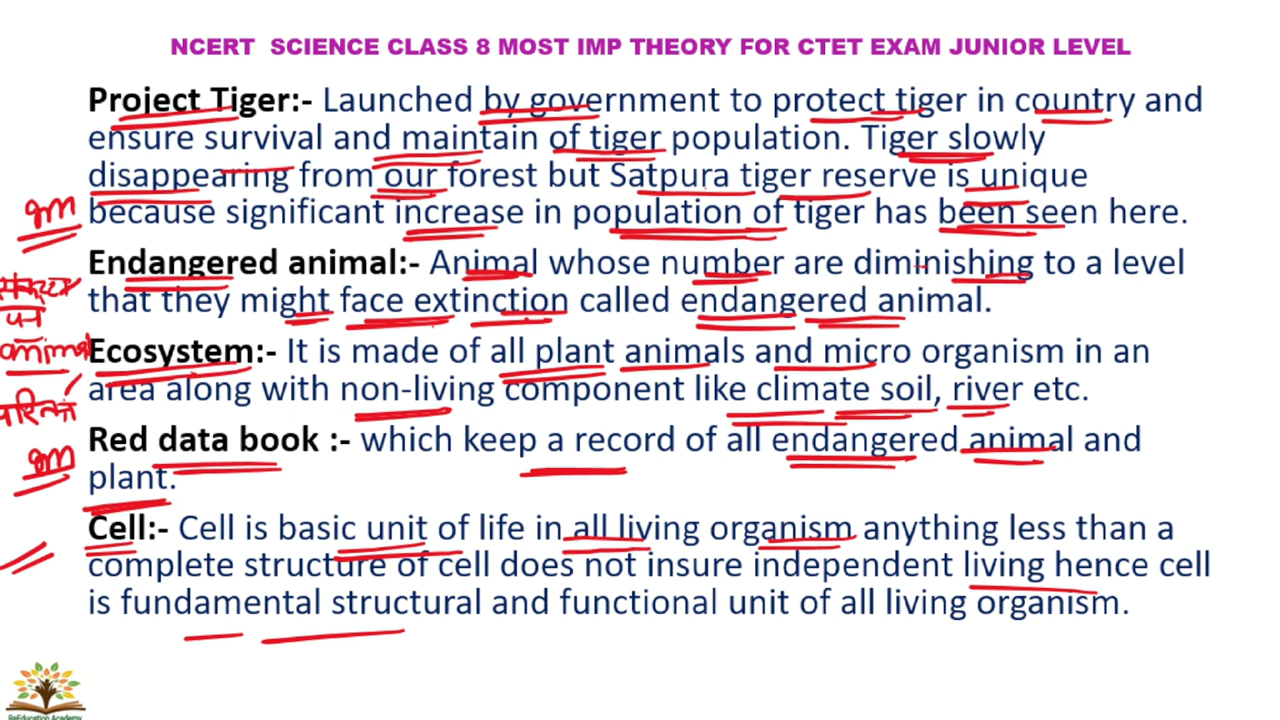 NCERT SCIENCE CLASS 8 MOST IMP THEORY FOR CTET EXAM JUNIOR LEVEL
Project Tiger:- Launched by government to protect tiger in country and
ensure survival and maintain of tiger population. Tiger slowly
disappearing from our forest but Satpura tiger reserve is unique
because significant increase in population of tiger has been seen here.
Endangered animal:- Animal whose number are diminishing to a level
that they might face extinction called endangered animal.
animal
Ecosystem:- It is made of all plant animals and micro organism in an
area along with non-living component like climate soil, river etc.
Red data book :- which keep a record of all endangered animal and
plant.
Cell:- Cell is basic unit of life in all living organism anything less than a
complete structure of cell does not insure independent living hence cell
is fundamental structural and functional unit of all living organism.
BeEducation Academy